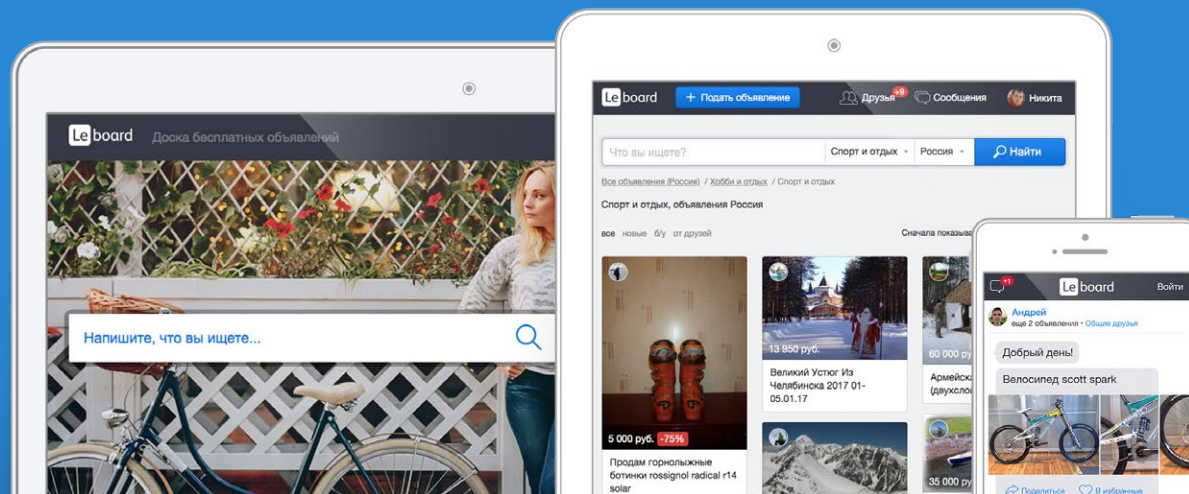 Le board Доска бесплатных объявлений
Напишите, что вы ищете...
Le board + Подать объявление Друзья +9 Сообщения Никита
Что вы ищете? Спорт и отдых Россия Найти
Все объявления (Россия) / Хобби и отдых / Спорт и отдых
Спорт и отдых, объявления Россия
все новые б/у от друзей Сначала показыва
5 000 руб. -75%
Продам горнолыжные
ботинки rossignol radical r14
solar
13 950 руб.
Великий Устюг Из
Челябинска 2017 01-
05.01.17
60 000 ру
Армейска
(двухсло
35 000 ру
+1 Le board Войти
Андрей
еще 2 объявления • Общие друзья
Добрый день!
Велосипед scott spark
Поделиться В избранные